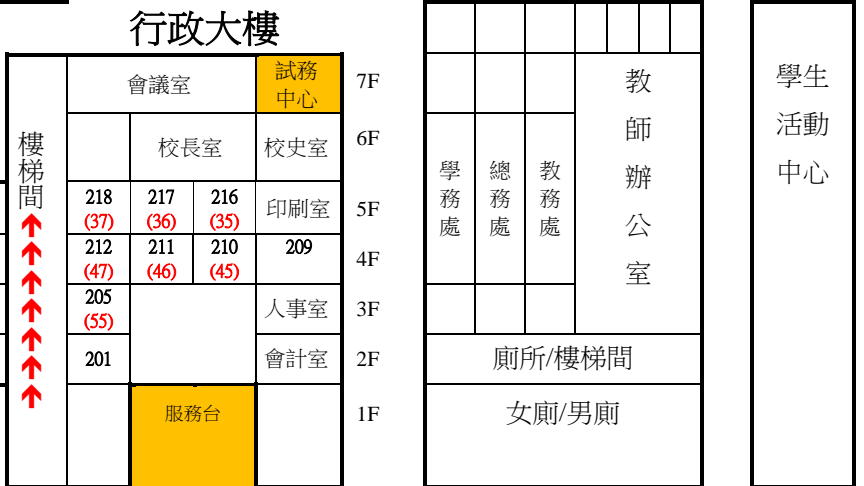 行政大樓
會議室
試務
中心
7F
校長室
校史室
6F
樓梯間
218
(37)
217
(36)
216
(35)
印刷室
5F
212
(47)
211
(46)
210
(45)
209
4F
205
(55)
人事室
3F
201
會計室
2F
服務台
1F
學務處
總務處
教務處
教師辦公室
廁所/樓梯間
女廁/男廁
學生
活動
中心